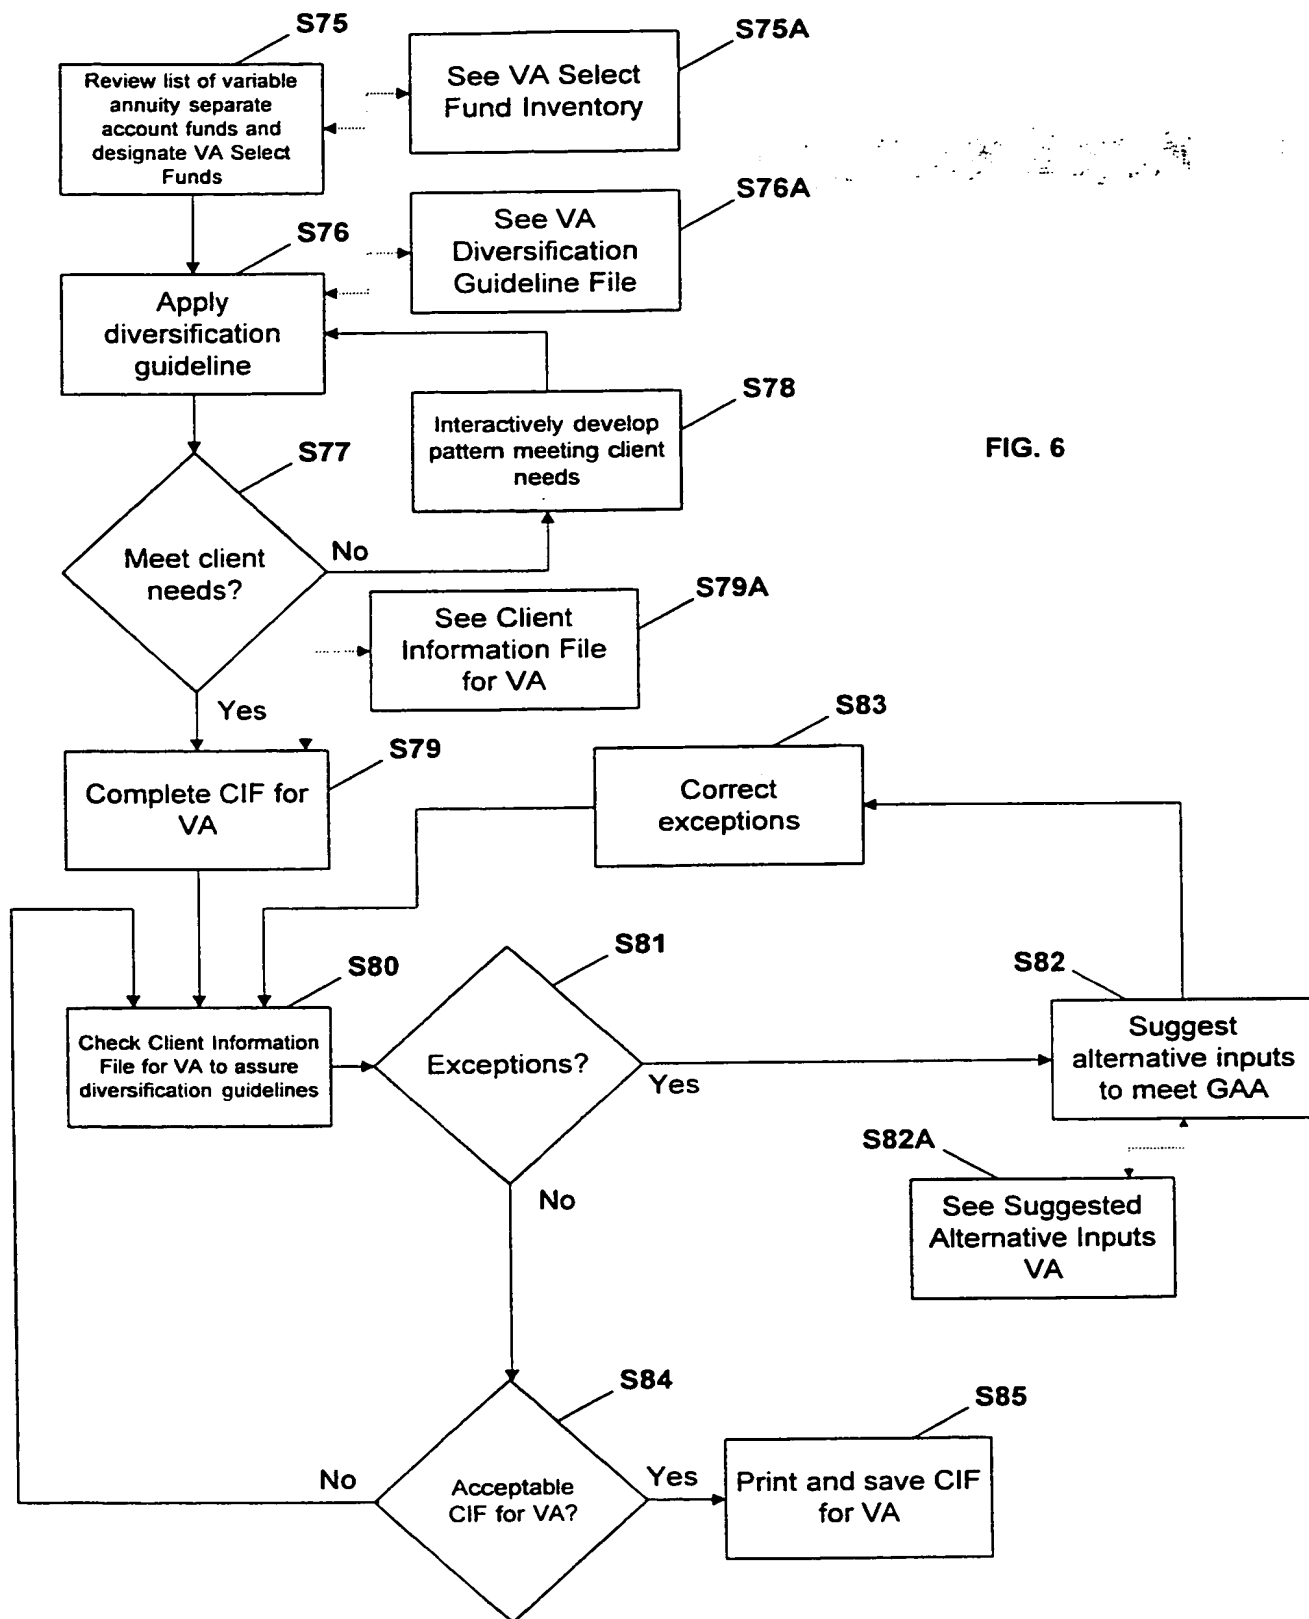 S75
Review list of variable
annuity separate
account funds and
designate VA Select
Funds
S75A
See VA Select
Fund Inventory
S76
Apply
diversification
guideline
S76A
See VA
Diversification
Guideline File
S77
Meet client
needs?
No
S78
Interactively develop
pattern meeting client
needs
FIG. 6
S79A
See Client
Information File
for VA
Yes
S79
Complete CIF for
VA
S83
Correct
exceptions
S80
Check Client Information
File for VA to assure
diversification guidelines
S81
Exceptions?
Yes
S82
Suggest
alternative inputs
to meet GAA
S82A
See Suggested
Alternative Inputs
VA
No
S84
Acceptable
CIF for VA?
No
Yes
S85
Print and save CIF
for VA